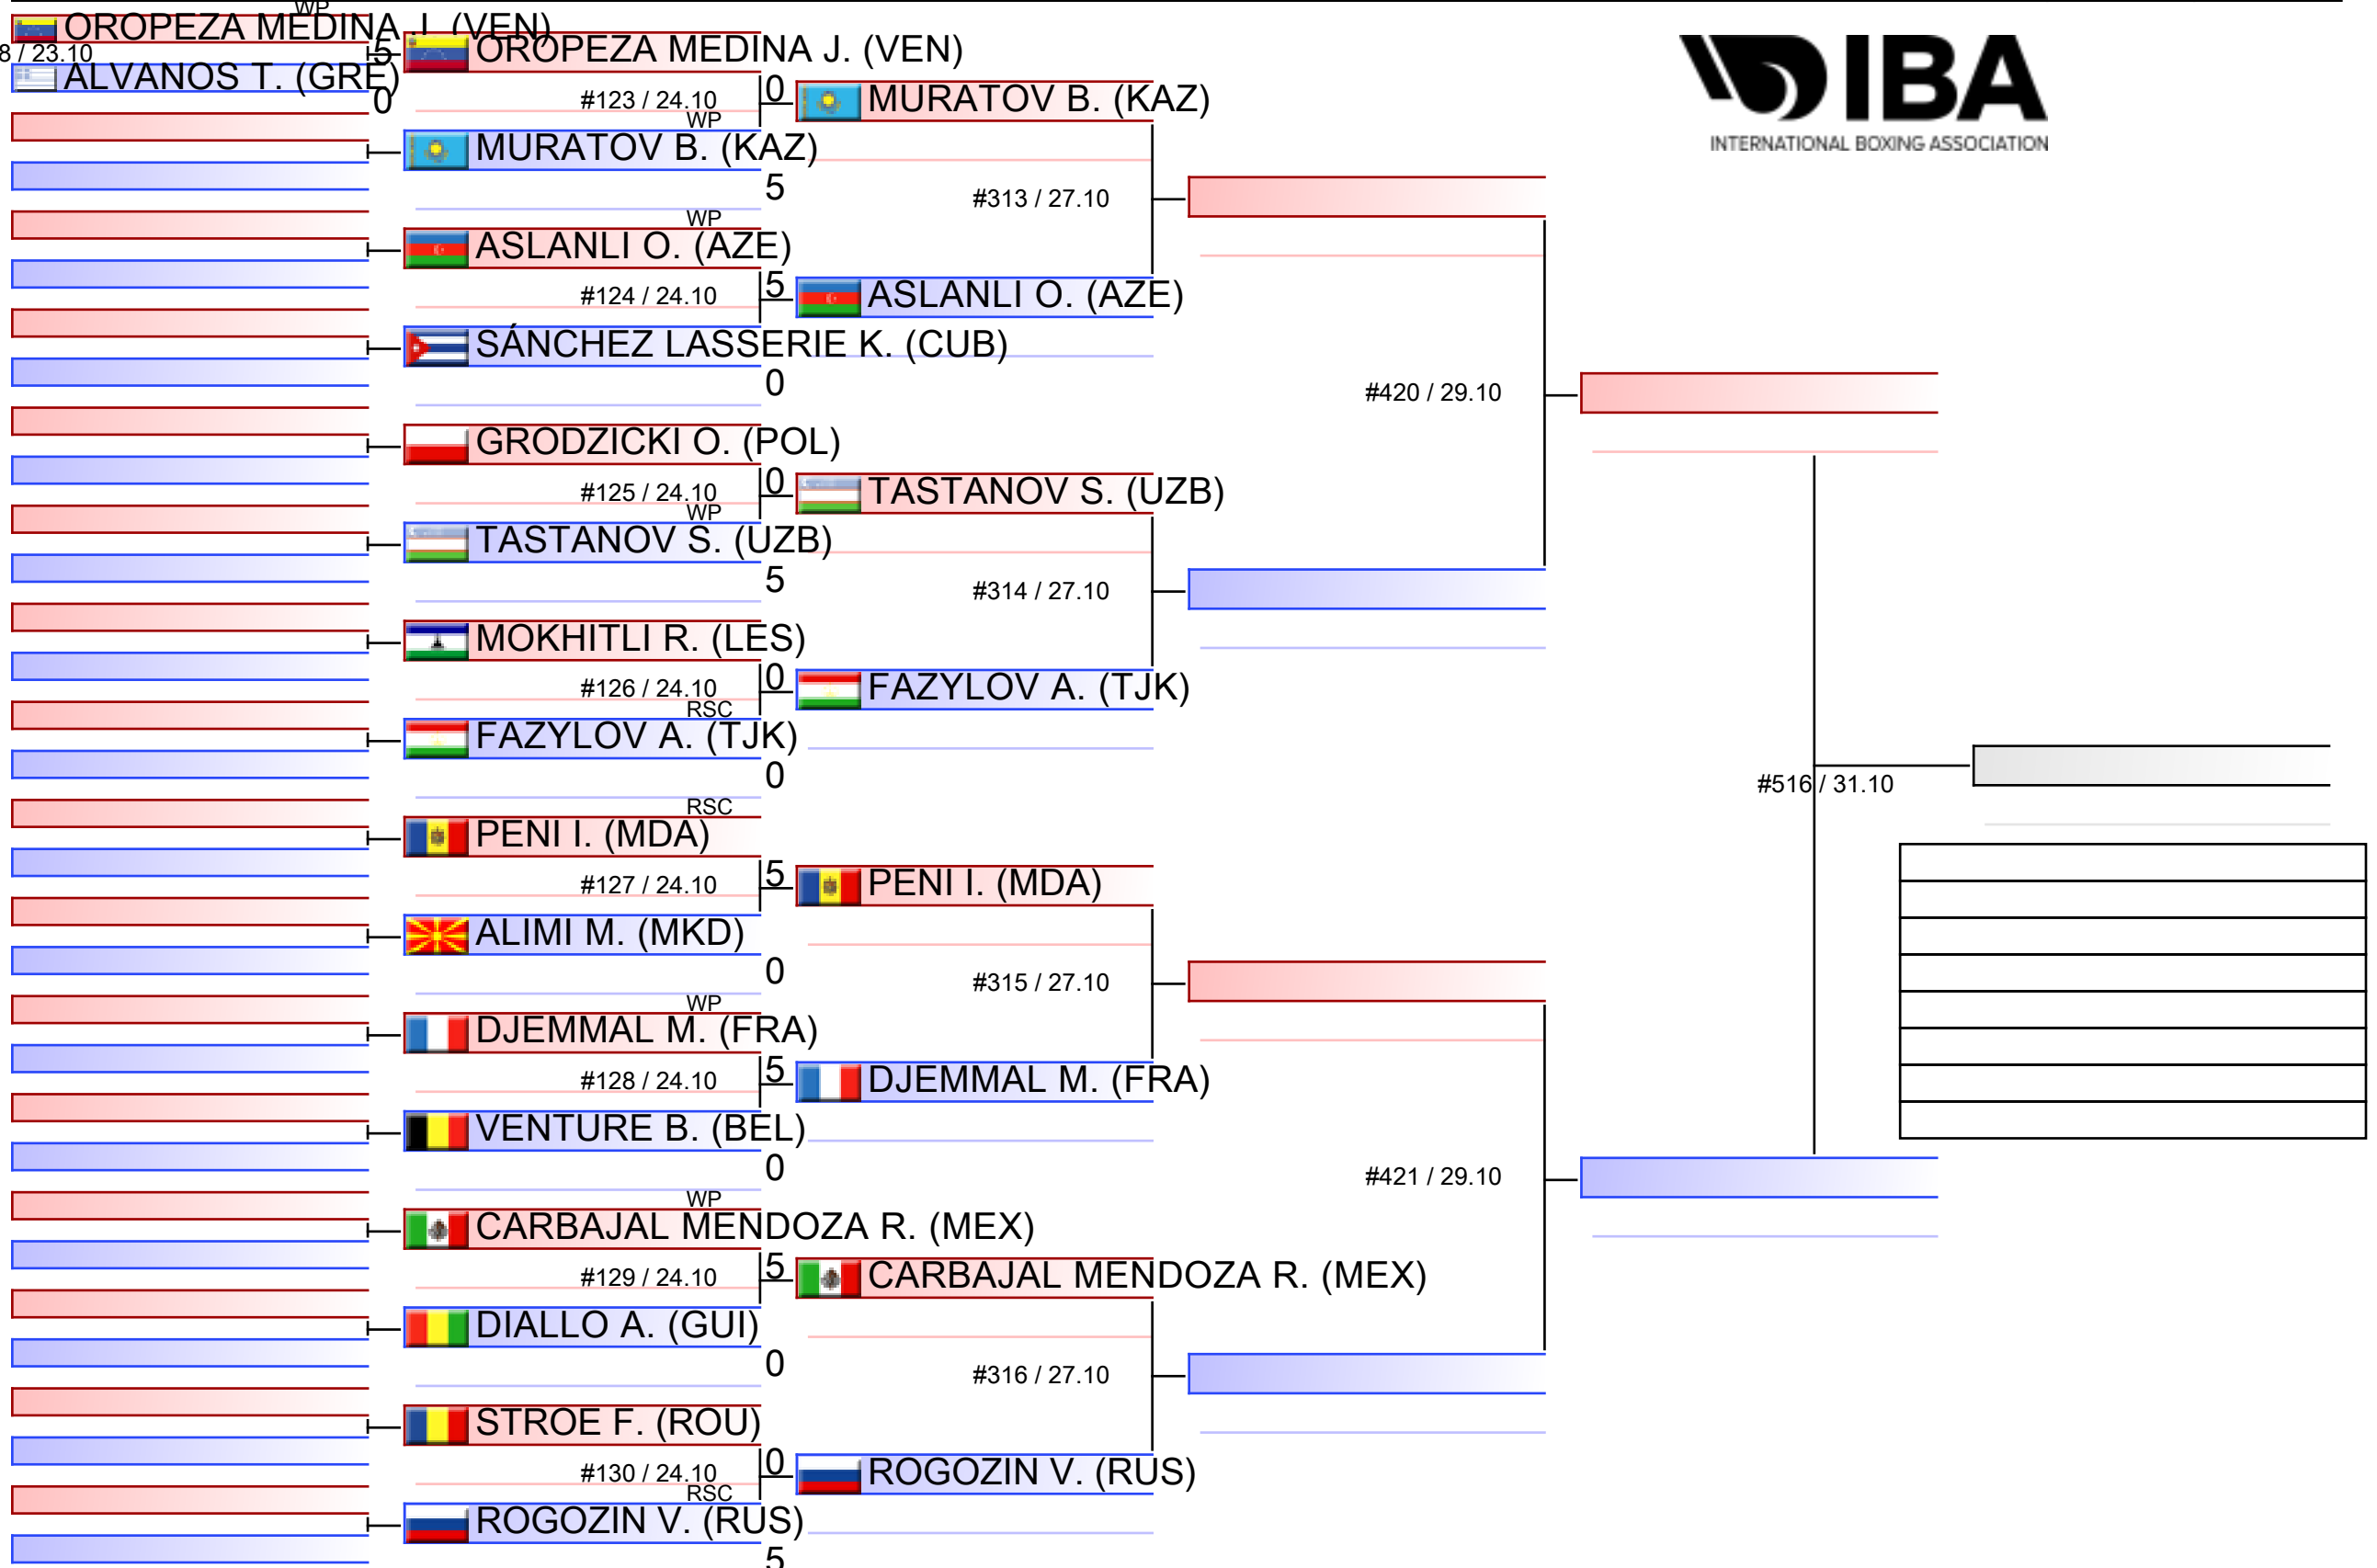 WP
OROPEZA MEDINA J. (VEN)
8 / 23.10
5
ALVANOS T. (GRE)
0
OROPEZA MEDINA J. (VEN)
#123 / 24.10
0
WP
MURATOV B. (KAZ)
5
WP
ASLANLI O. (AZE)
#124 / 24.10
5
SÁNCHEZ LASSERIE K. (CUB)
0
GRODZICKI O. (POL)
#125 / 24.10
0
WP
TASTANOV S. (UZB)
5
MOKHITLI R. (LES)
#126 / 24.10
0
RSC
FAZYLOV A. (TJK)
0
RSC
PENI I. (MDA)
#127 / 24.10
5
ALIMI M. (MKD)
0
WP
DJEMMAL M. (FRA)
#128 / 24.10
5
VENTURE B. (BEL)
0
WP
CARBAJAL MENDOZA R. (MEX)
#129 / 24.10
5
DIALLO A. (GUI)
0
STROE F. (ROU)
#130 / 24.10
0
RSC
ROGOZIN V. (RUS)
5
MURATOV B. (KAZ)
#313 / 27.10
ASLANLI O. (AZE)
TASTANOV S. (UZB)
#314 / 27.10
FAZYLOV A. (TJK)
PENI I. (MDA)
#315 / 27.10
DJEMMAL M. (FRA)
CARBAJAL MENDOZA R. (MEX)
#316 / 27.10
ROGOZIN V. (RUS)
#420 / 29.10
#421 / 29.10
#516 / 31.10
IBA
INTERNATIONAL BOXING ASSOCIATION